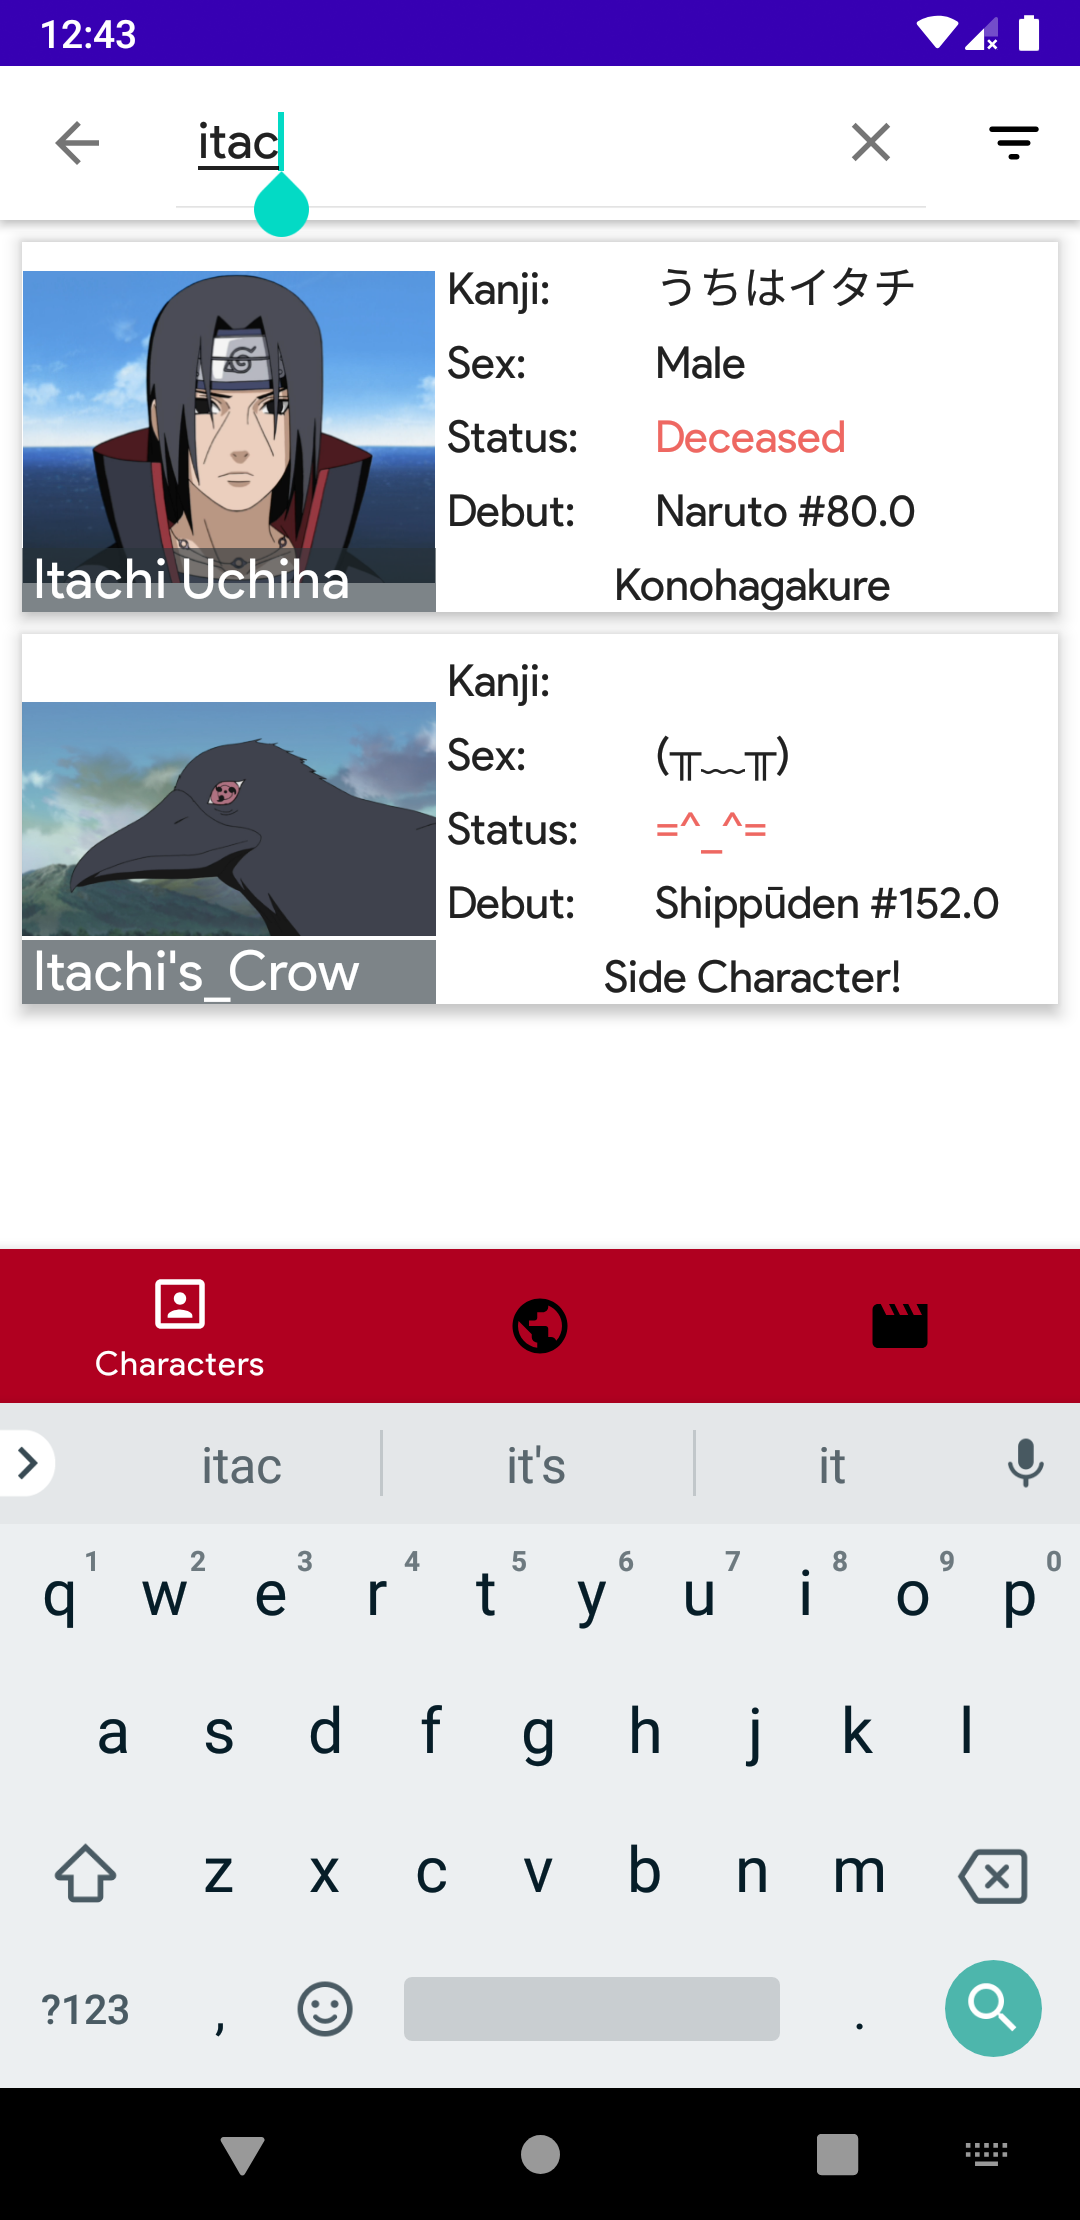 12:43
itac
Kanji: うちはイタチ
Sex: Male
Status: Deceased
Debut: Naruto #80.0
Itachi Uchiha
Konohagakure
Kanji:
Sex: (╥﹏╥)
Status: =^_^=
Debut: Shippūden #152.0
Itachi's_Crow
Side Character!
Characters
itac it's it
1 2 3 4 5 6 7 8 9 0
q w e r t y u i o p
a s d f g h j k l
z x c v b n m
?123 , .